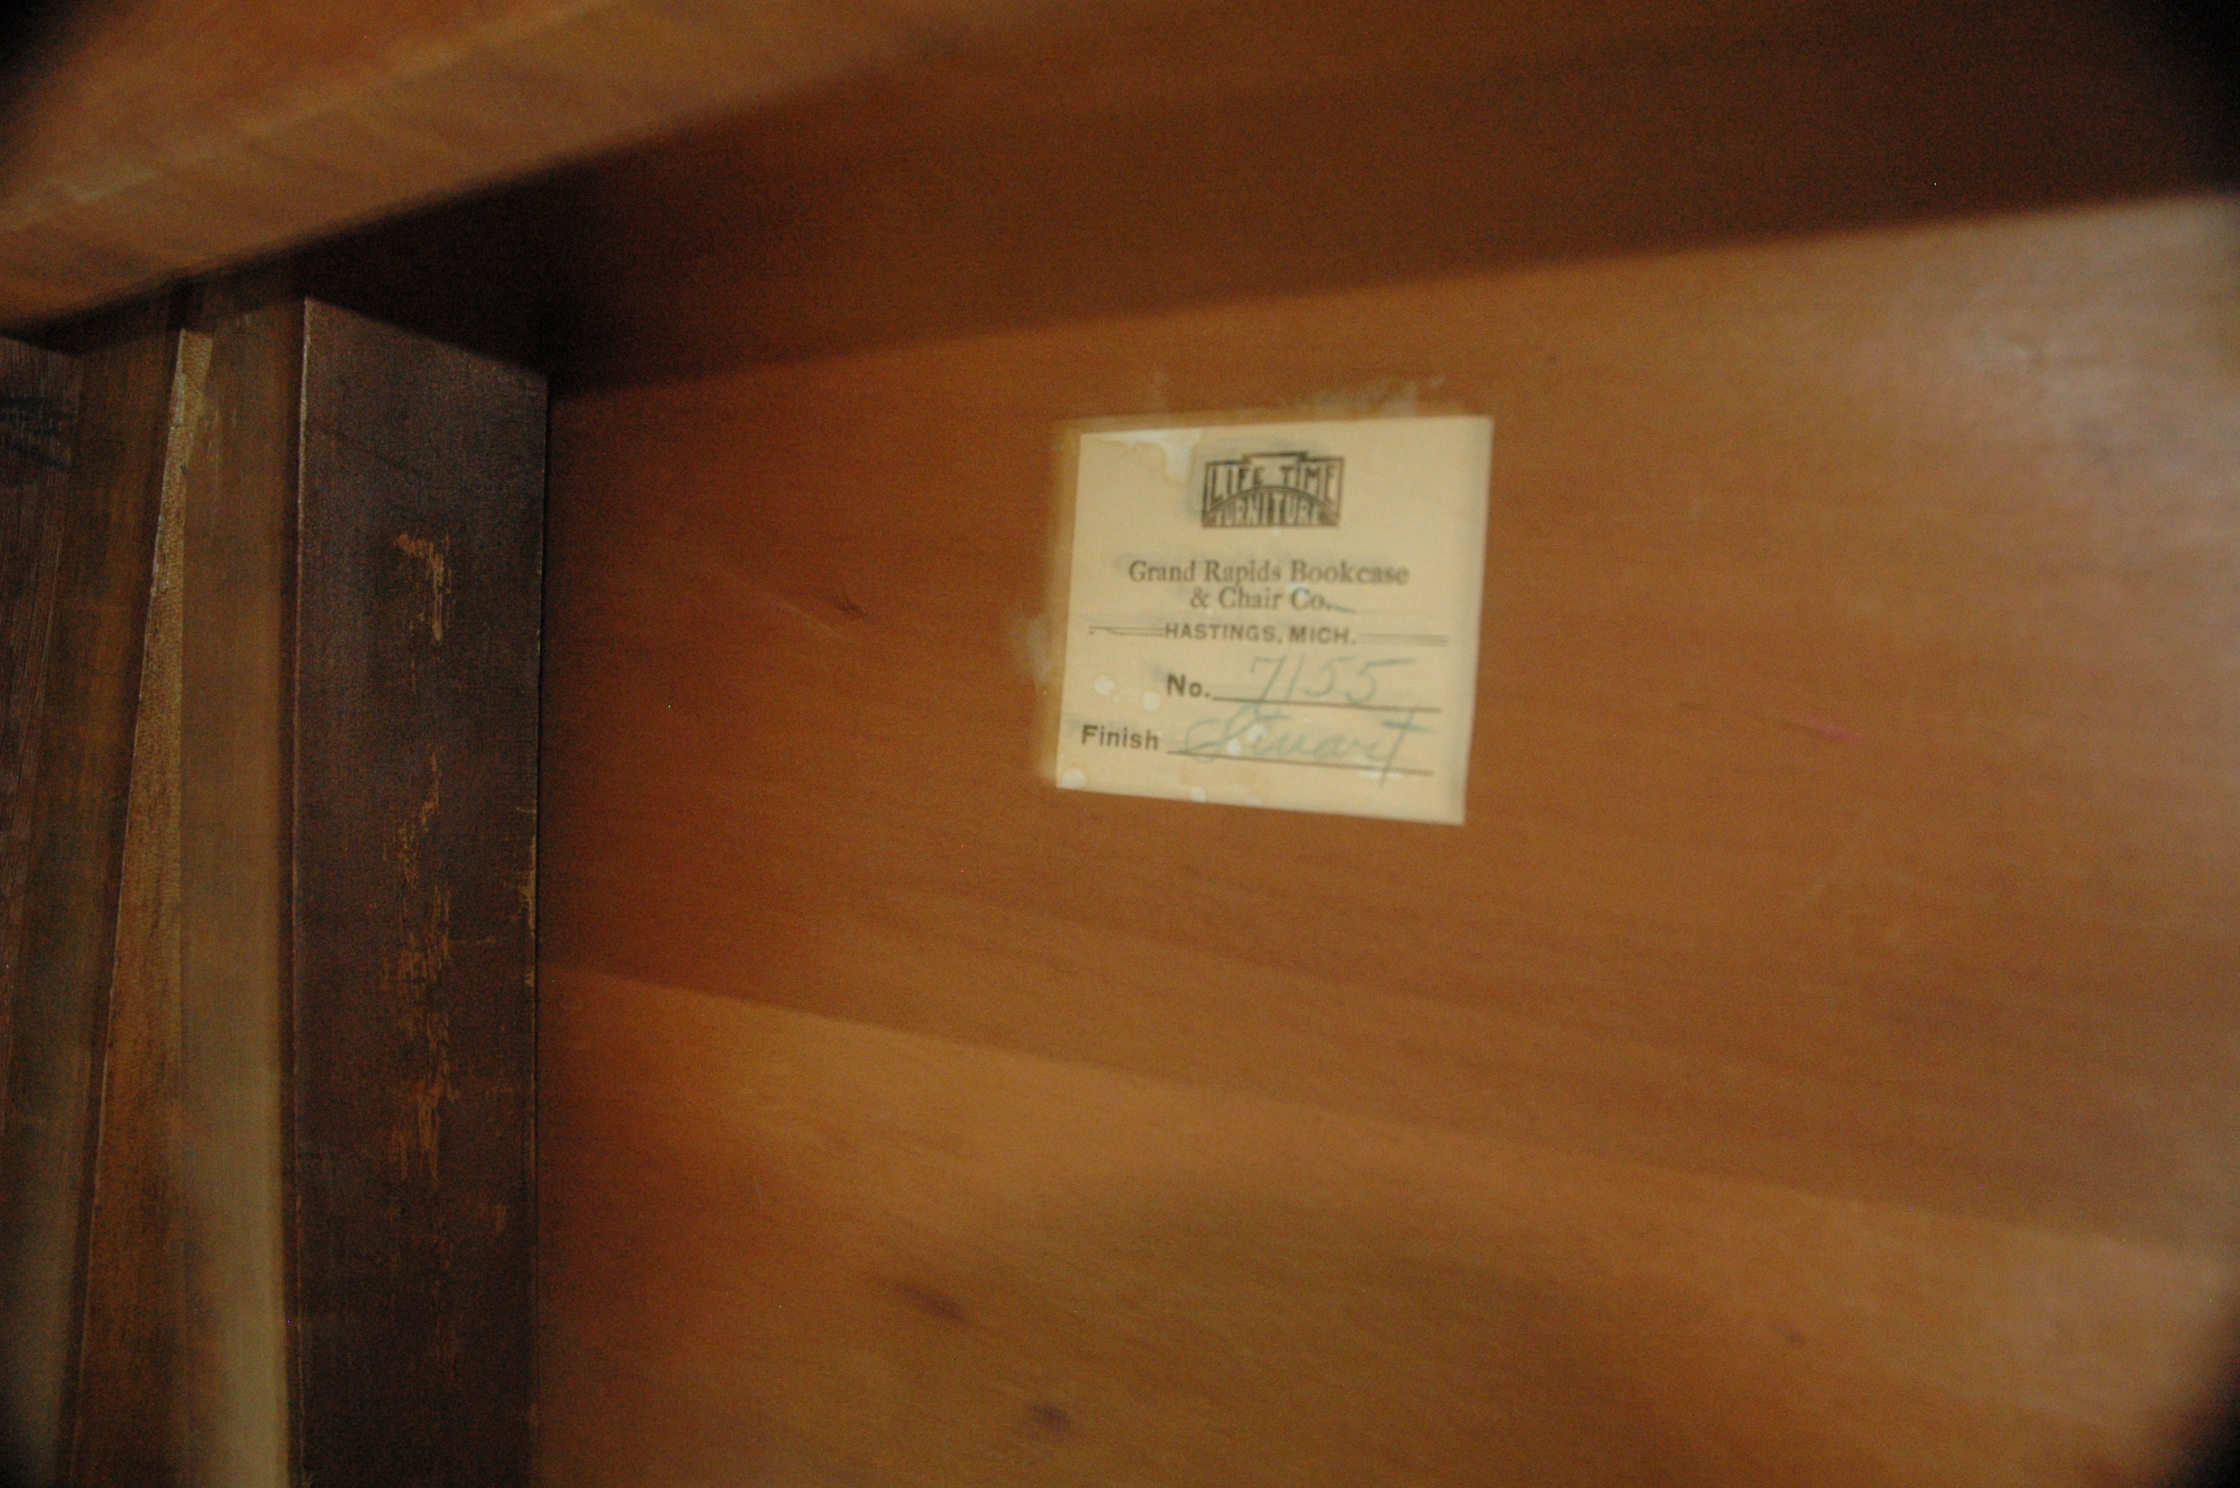 LIFE TIME
FURNITURE
Grand Rapids Bookcase
& Chair Co.
HASTINGS, MICH.
No. 7155
Finish Stuart